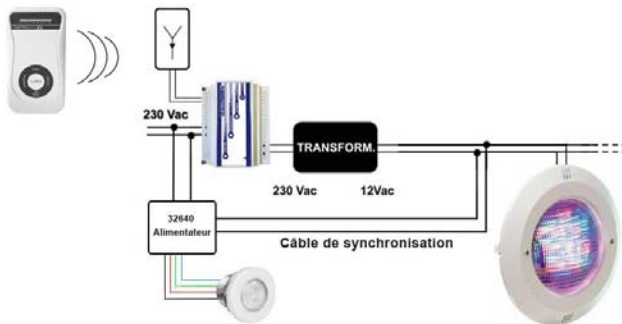 230 Vac
TRANSFORM.
230 Vac
12Vac
32640
Alimentateur
Câble de synchronisation